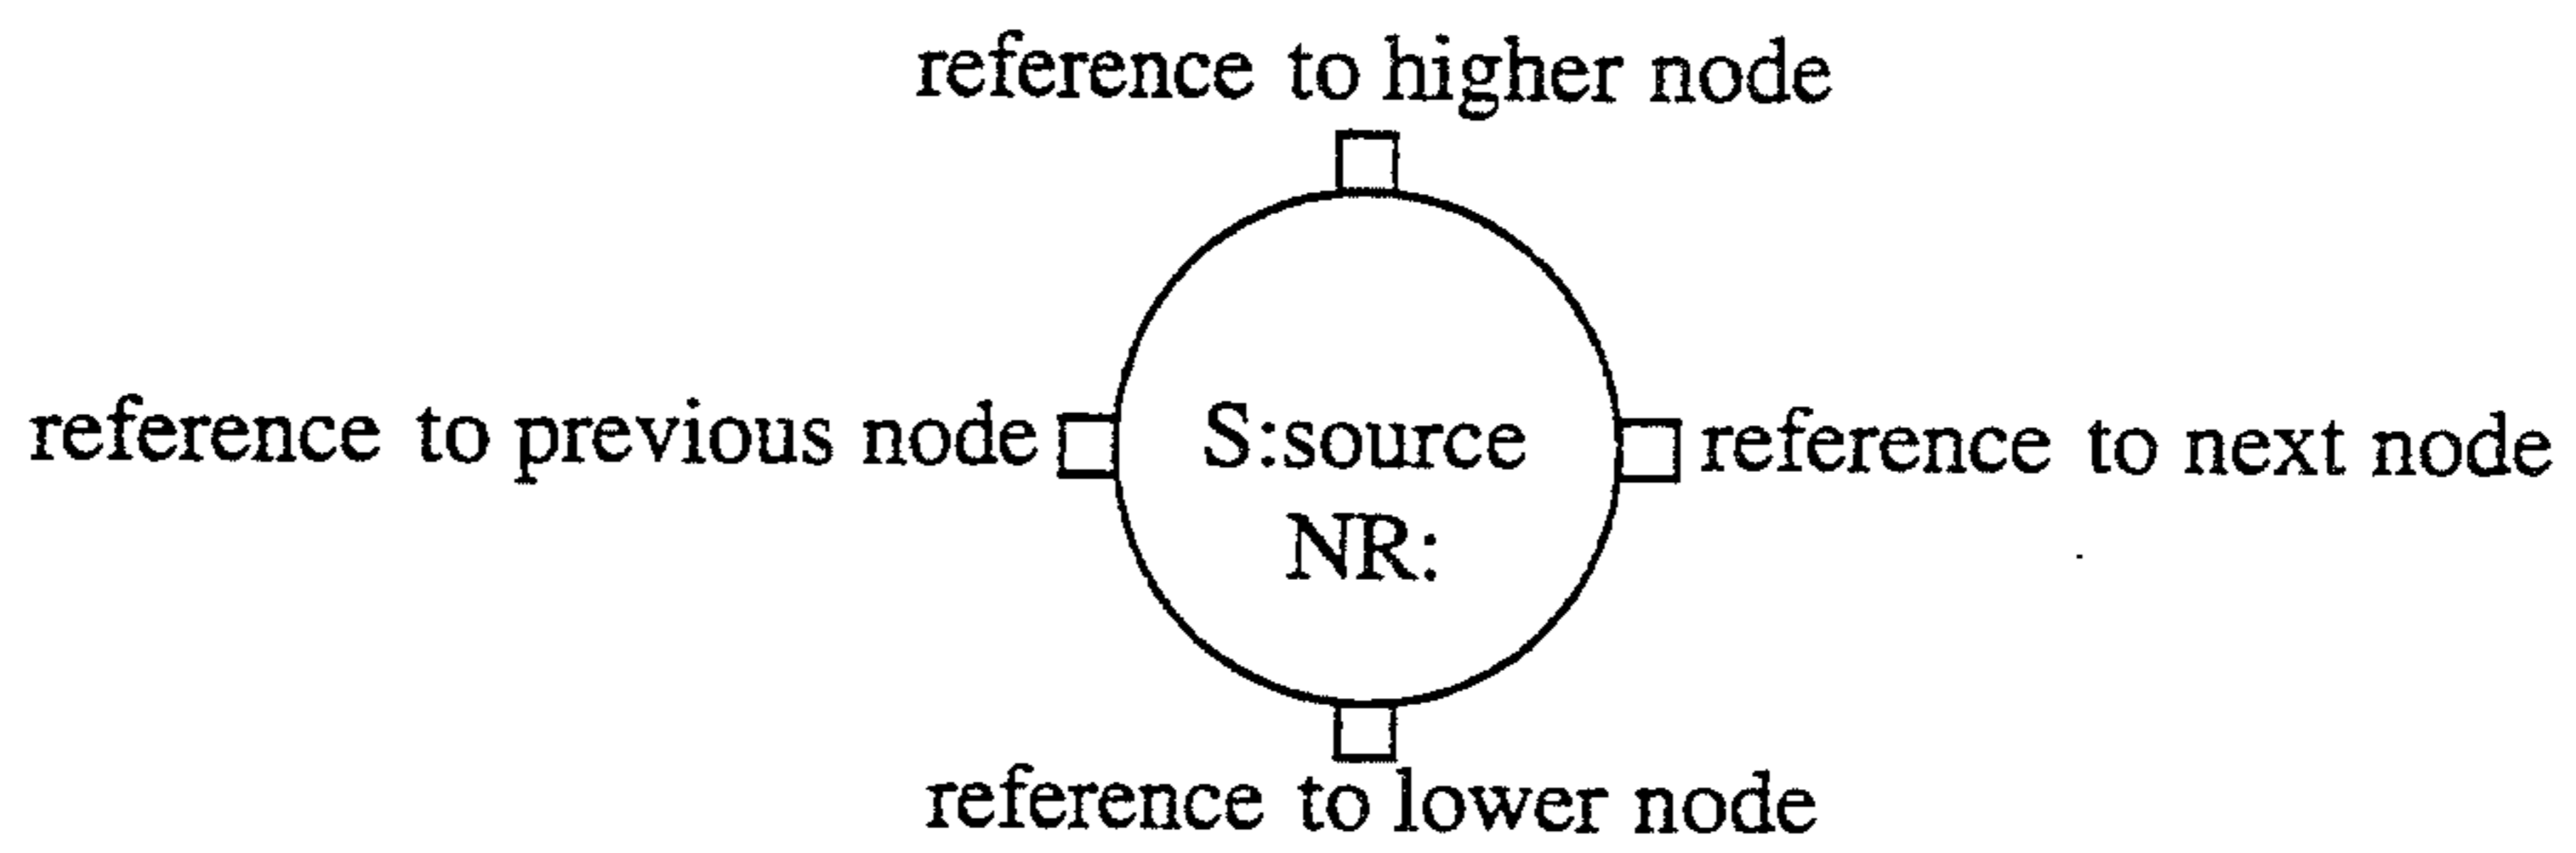 reference to higher node
reference to previous node
S:source
NR:
reference to next node
reference to lower node